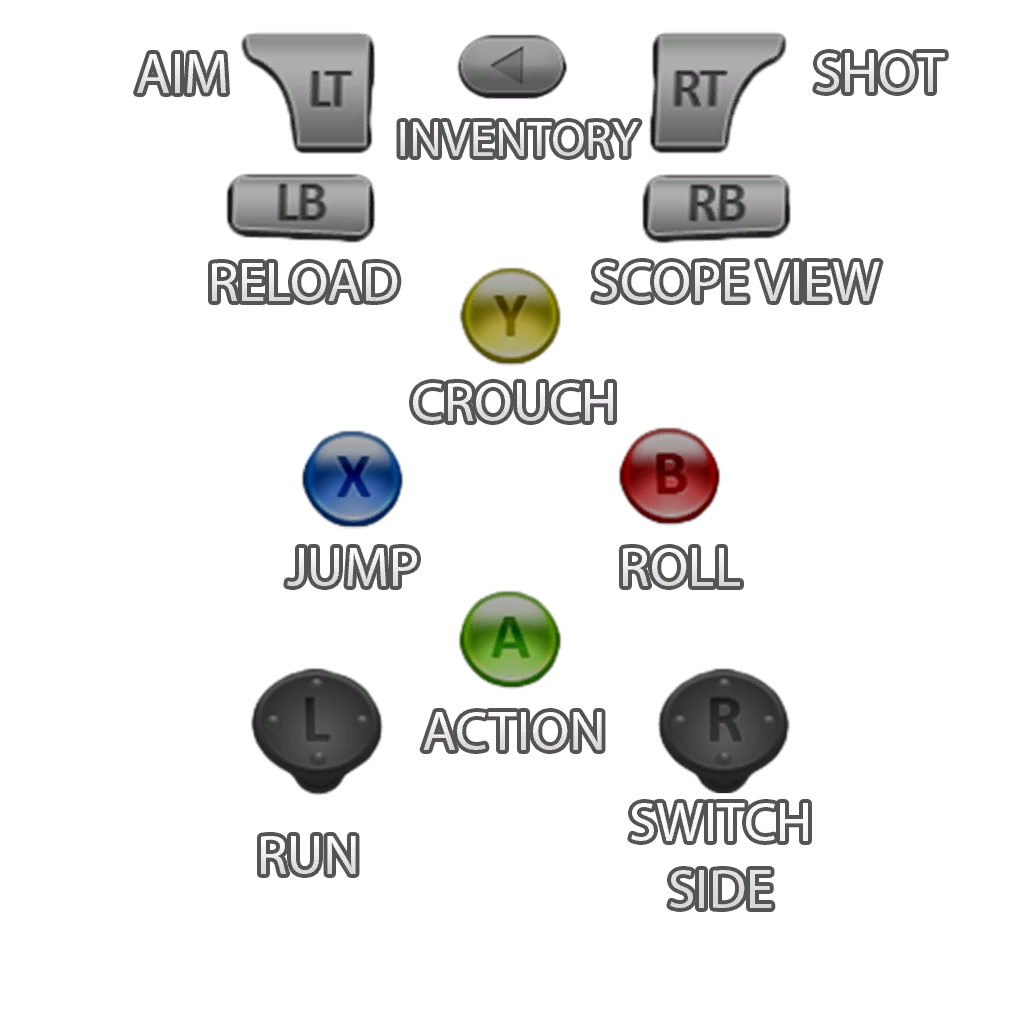 AIM
LT
RT
SHOT
INVENTORY
LB
RB
RELOAD
SCOPE VIEW
Y
CROUCH
X
B
JUMP
ROLL
A
L
R
ACTION
RUN
SWITCH
SIDE